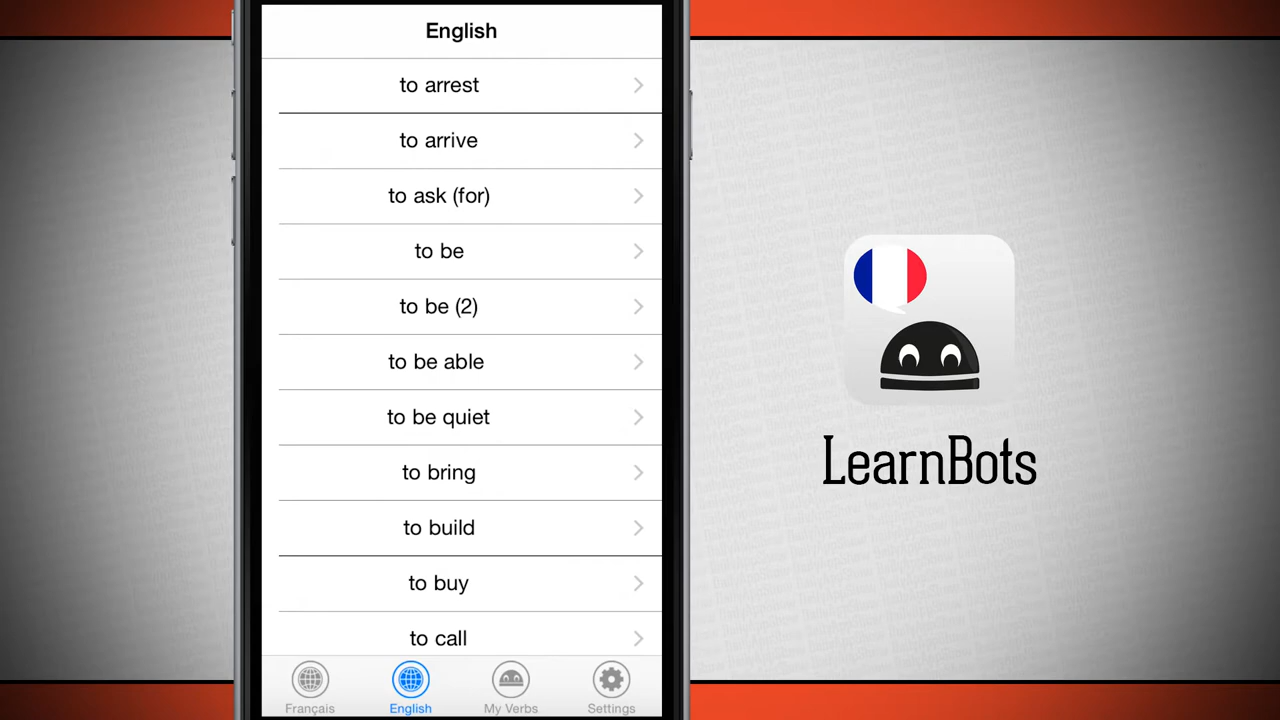 English
to arrest
to arrive
to ask (for)
to be
to be (2)
to be able
to be quiet
to bring
to build
to buy
to call
Français
English
My Verbs
Settings
LearnBots